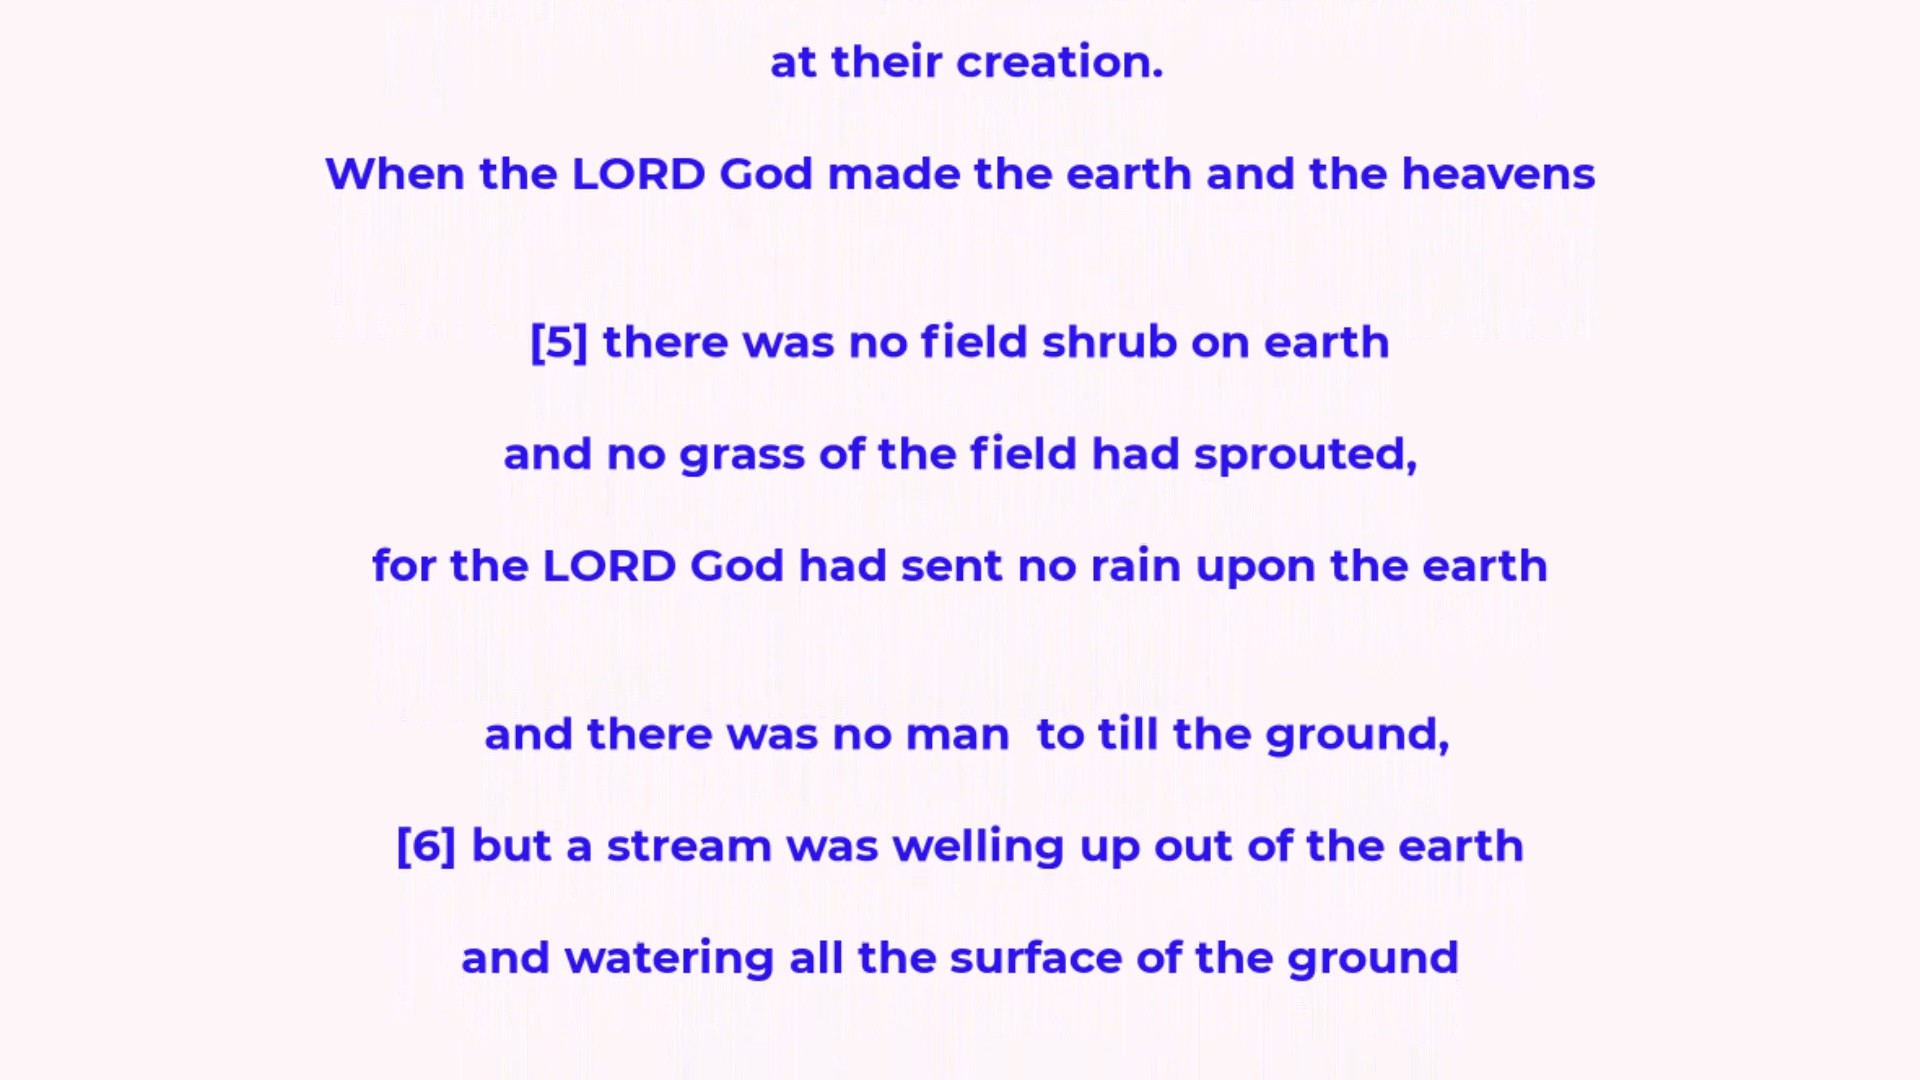 at their creation.
When the LORD God made the earth and the heavens
[5] there was no field shrub on earth
and no grass of the field had sprouted,
for the LORD God had sent no rain upon the earth
and there was no man  to till the ground,
[6] but a stream was welling up out of the earth
and watering all the surface of the ground